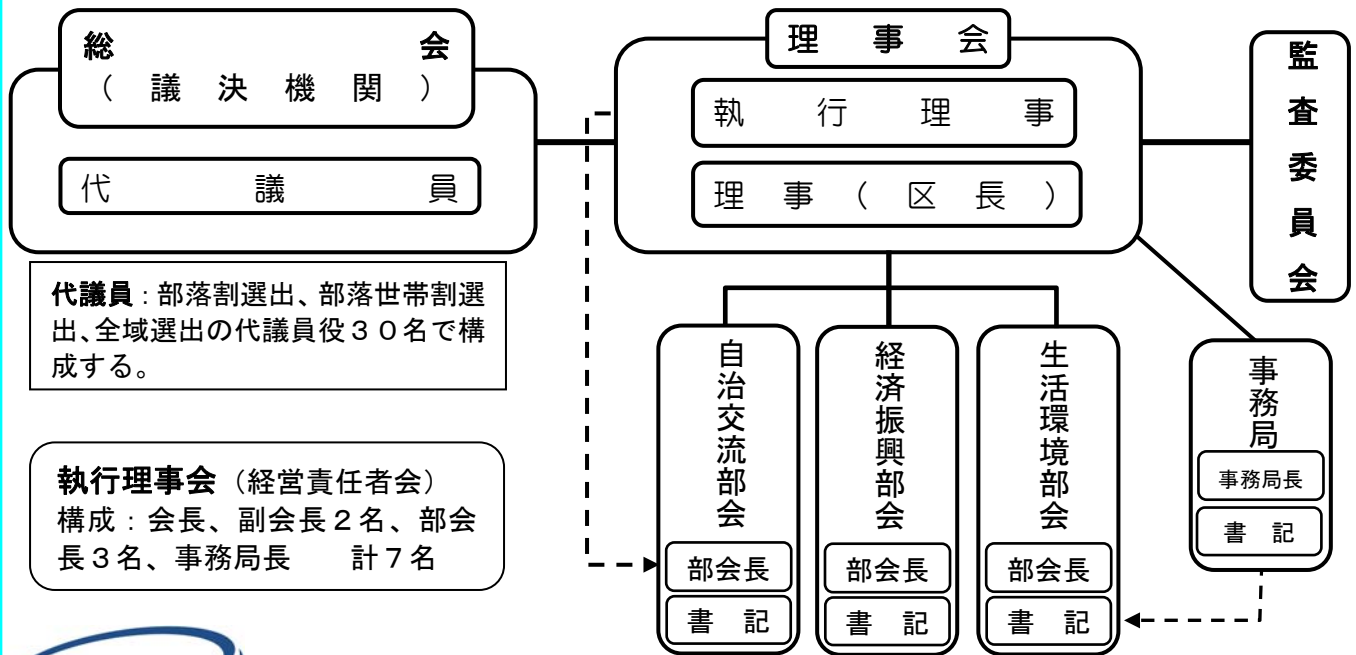 総会
（議決機関）
代議員
代議員：部落割選出、部落世帯割選
出、全域選出の代議員役３０名で構
成する。
執行理事会（経営責任者会）
構成：会長、副会長２名、部会
長３名、事務局長　計７名
理事会
執行理事
理事（区長）
監査委員会
自治交流部会
部会長
書記
経済振興部会
部会長
書記
生活環境部会
部会長
書記
事務局
事務局長
書記